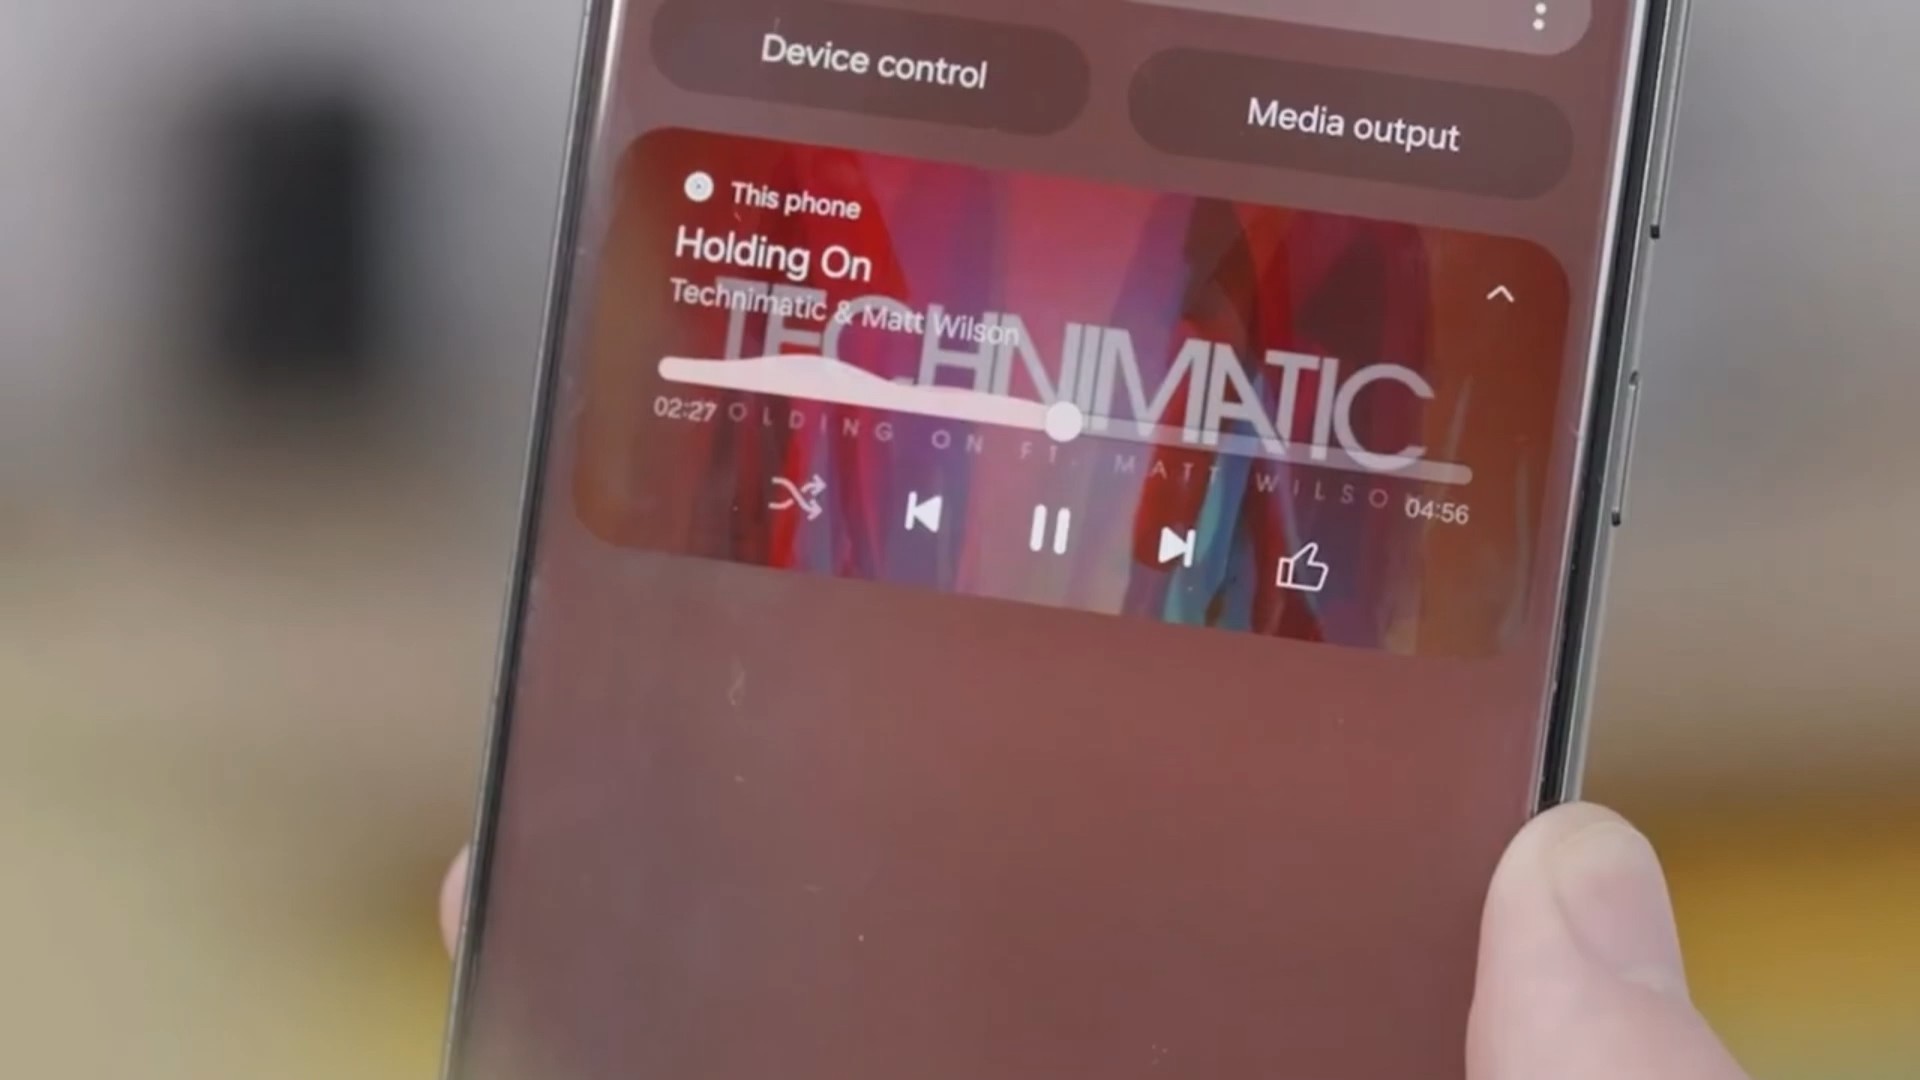 Device control
Media output
This phone
Holding On
Technimatic & Matt Wilson
TECHNIMATIC
02:27
OLDING ON FT. MATT WILSO
04:56